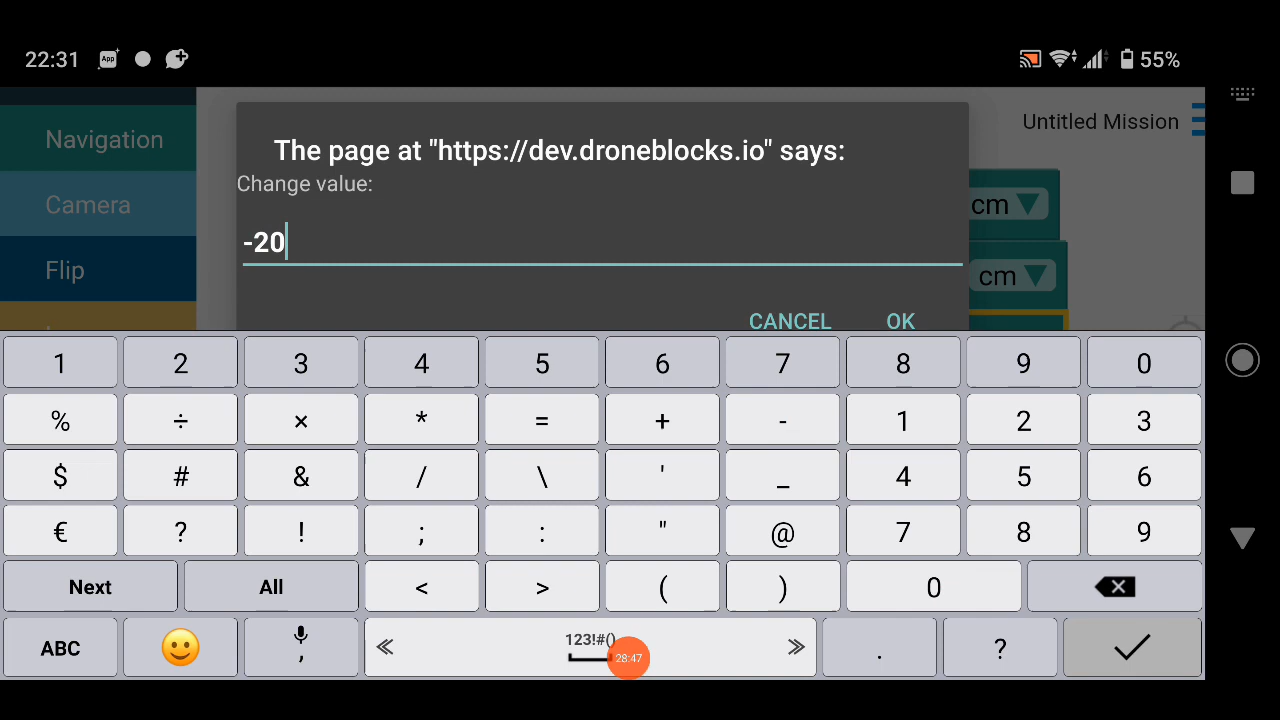 22:31 App 55%
Navigation
Camera
Flip
Untitled Mission
The page at "https://dev.droneblocks.io" says:
Change value:
-20
cm
cm
CANCEL OK
1 2 3 4 5 6 7 8 9 0
% ÷ × * = + - 1 2 3
$ # & / \ ' _ 4 5 6
€ ? ! ; : " @ 7 8 9
Next All < > ( ) 0
ABC , 123!#() . ?
28:47